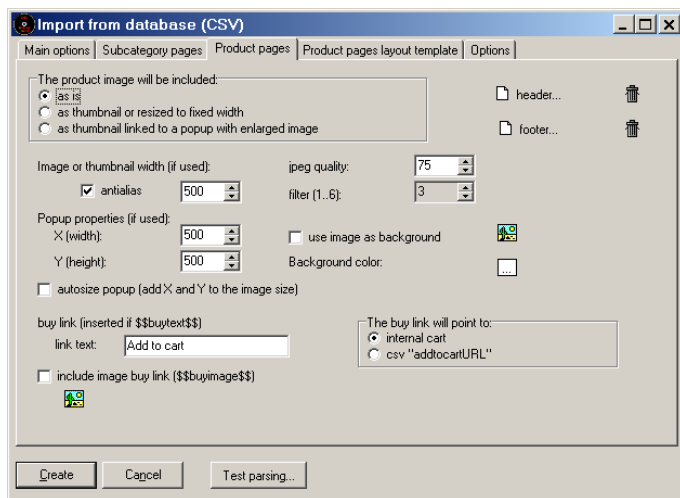 Import from database (CSV)
Main options Subcategory pages Product pages Product pages layout template Options
The product image will be included:
as is
as thumbnail or resized to fixed width
as thumbnail linked to a popup with enlarged image
header...
footer...
Image or thumbnail width (if used):
antialias 500
jpeg quality: 75
filter (1..6): 3
Popup properties (if used):
X (width): 500
Y (height): 500
use image as background
Background color: ...
autosize popup (add X and Y to the image size)
buy link (inserted if $$buytext$$)
link text: Add to cart
include image buy link ($$buyimage$$)
The buy link will point to:
internal cart
csv "addtocartURL"
Create Cancel Test parsing...